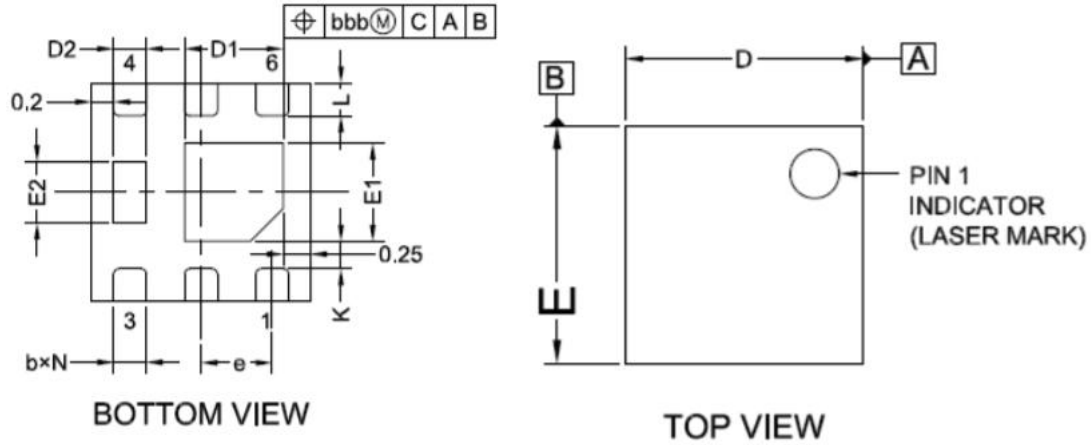 ⌖ bbbⓂ C A B
D2
4
D1
6
0.2
L
E2
E1
0.25
K
3
1
b×N
e
BOTTOM VIEW
D
A
B
E
PIN 1
INDICATOR
(LASER MARK)
TOP VIEW